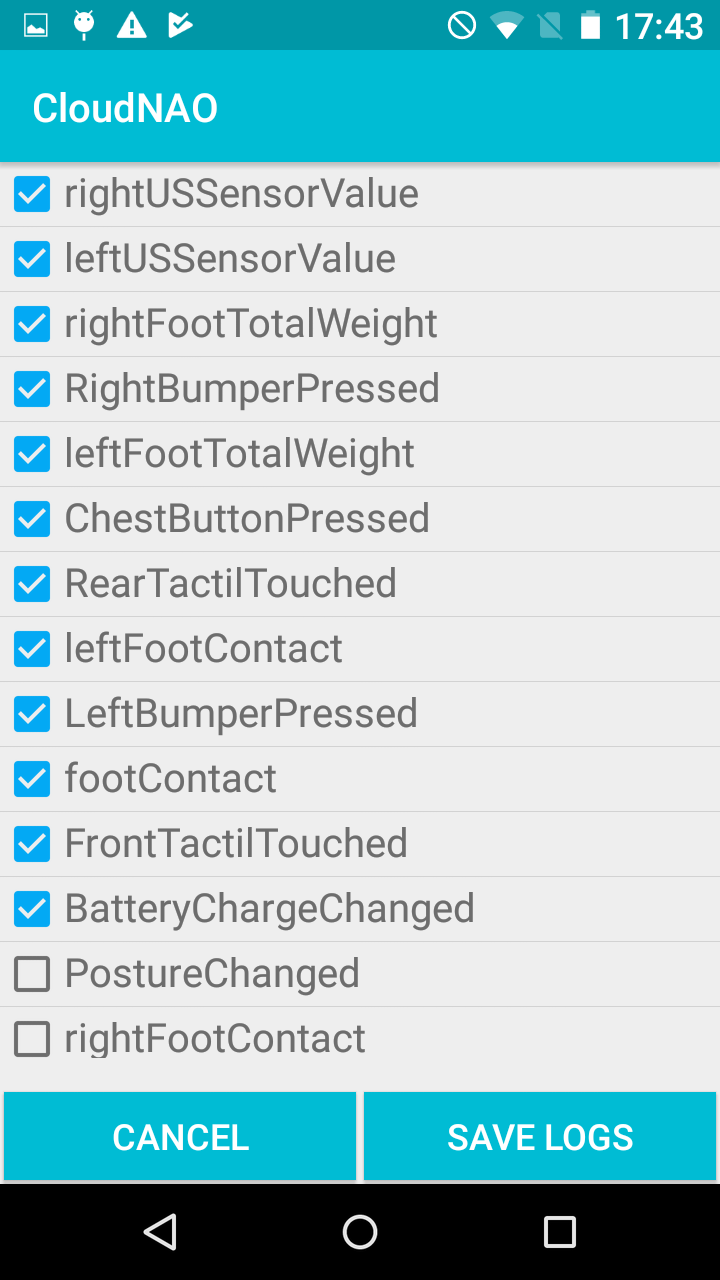 17:43
CloudNAO
rightUSSensorValue
leftUSSensorValue
rightFootTotalWeight
RightBumperPressed
leftFootTotalWeight
ChestButtonPressed
RearTactilTouched
leftFootContact
LeftBumperPressed
footContact
FrontTactilTouched
BatteryChargeChanged
PostureChanged
rightFootContact
CANCEL SAVE LOGS